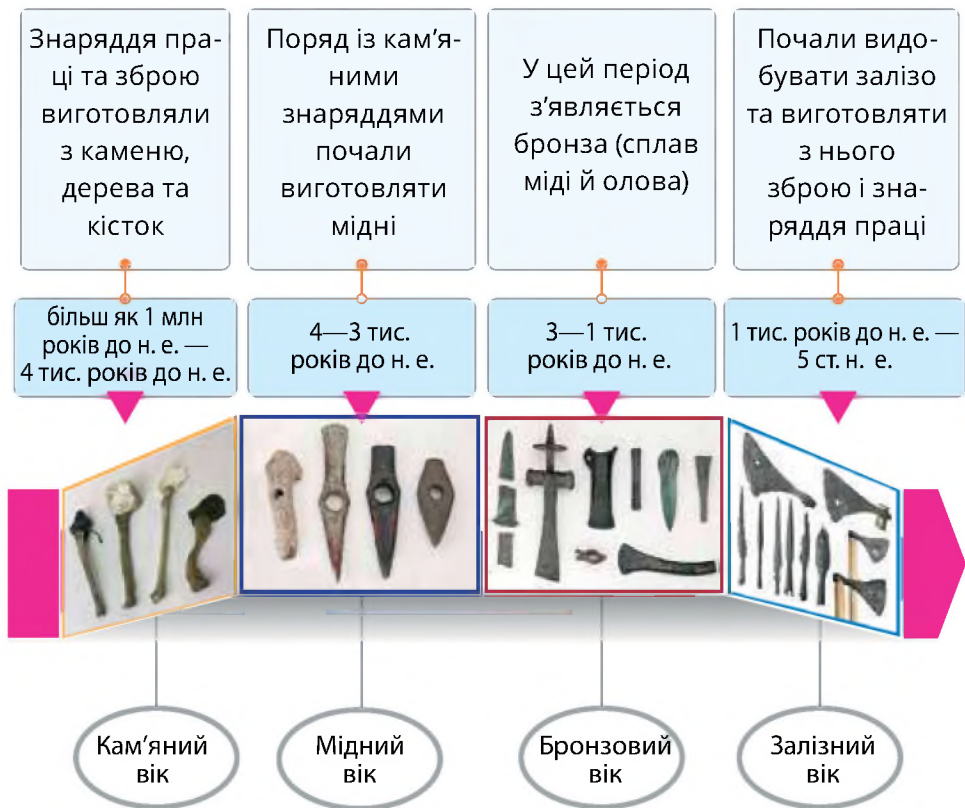 Знаряддя пра-
ці та зброю
виготовляли
з каменю,
дерева та
кісток
Поряд із кам’я-
ними
знаряддями
почали
виготовляти
мідні
У цей період
з’являється
бронза (сплав
міді й олова)
Почали видо-
бувати залізо
та виготовляти
з нього
зброю і зна-
ряддя праці
більш як 1 млн
років до н. е. —
4 тис. років до н. е.
4—3 тис.
років до н. е.
3—1 тис.
років до н. е.
1 тис. років до н. е. —
5 ст. н. е.
Кам’яний
вік
Мідний
вік
Бронзовий
вік
Залізний
вік